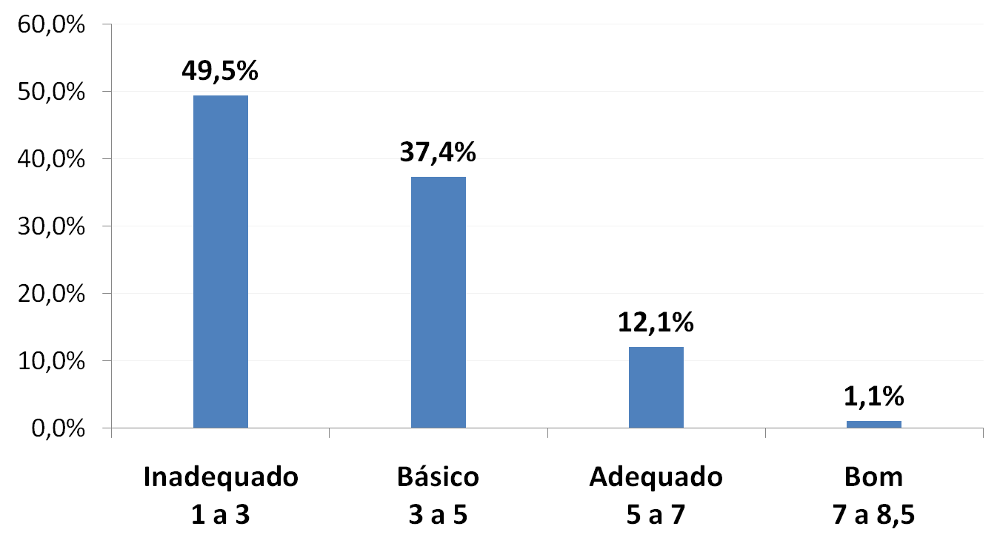 60,0%
50,0%
40,0%
30,0%
20,0%
10,0%
0,0%
49,5%
37,4%
12,1%
1,1%
Inadequado
1 a 3
Básico
3 a 5
Adequado
5 a 7
Bom
7 a 8,5